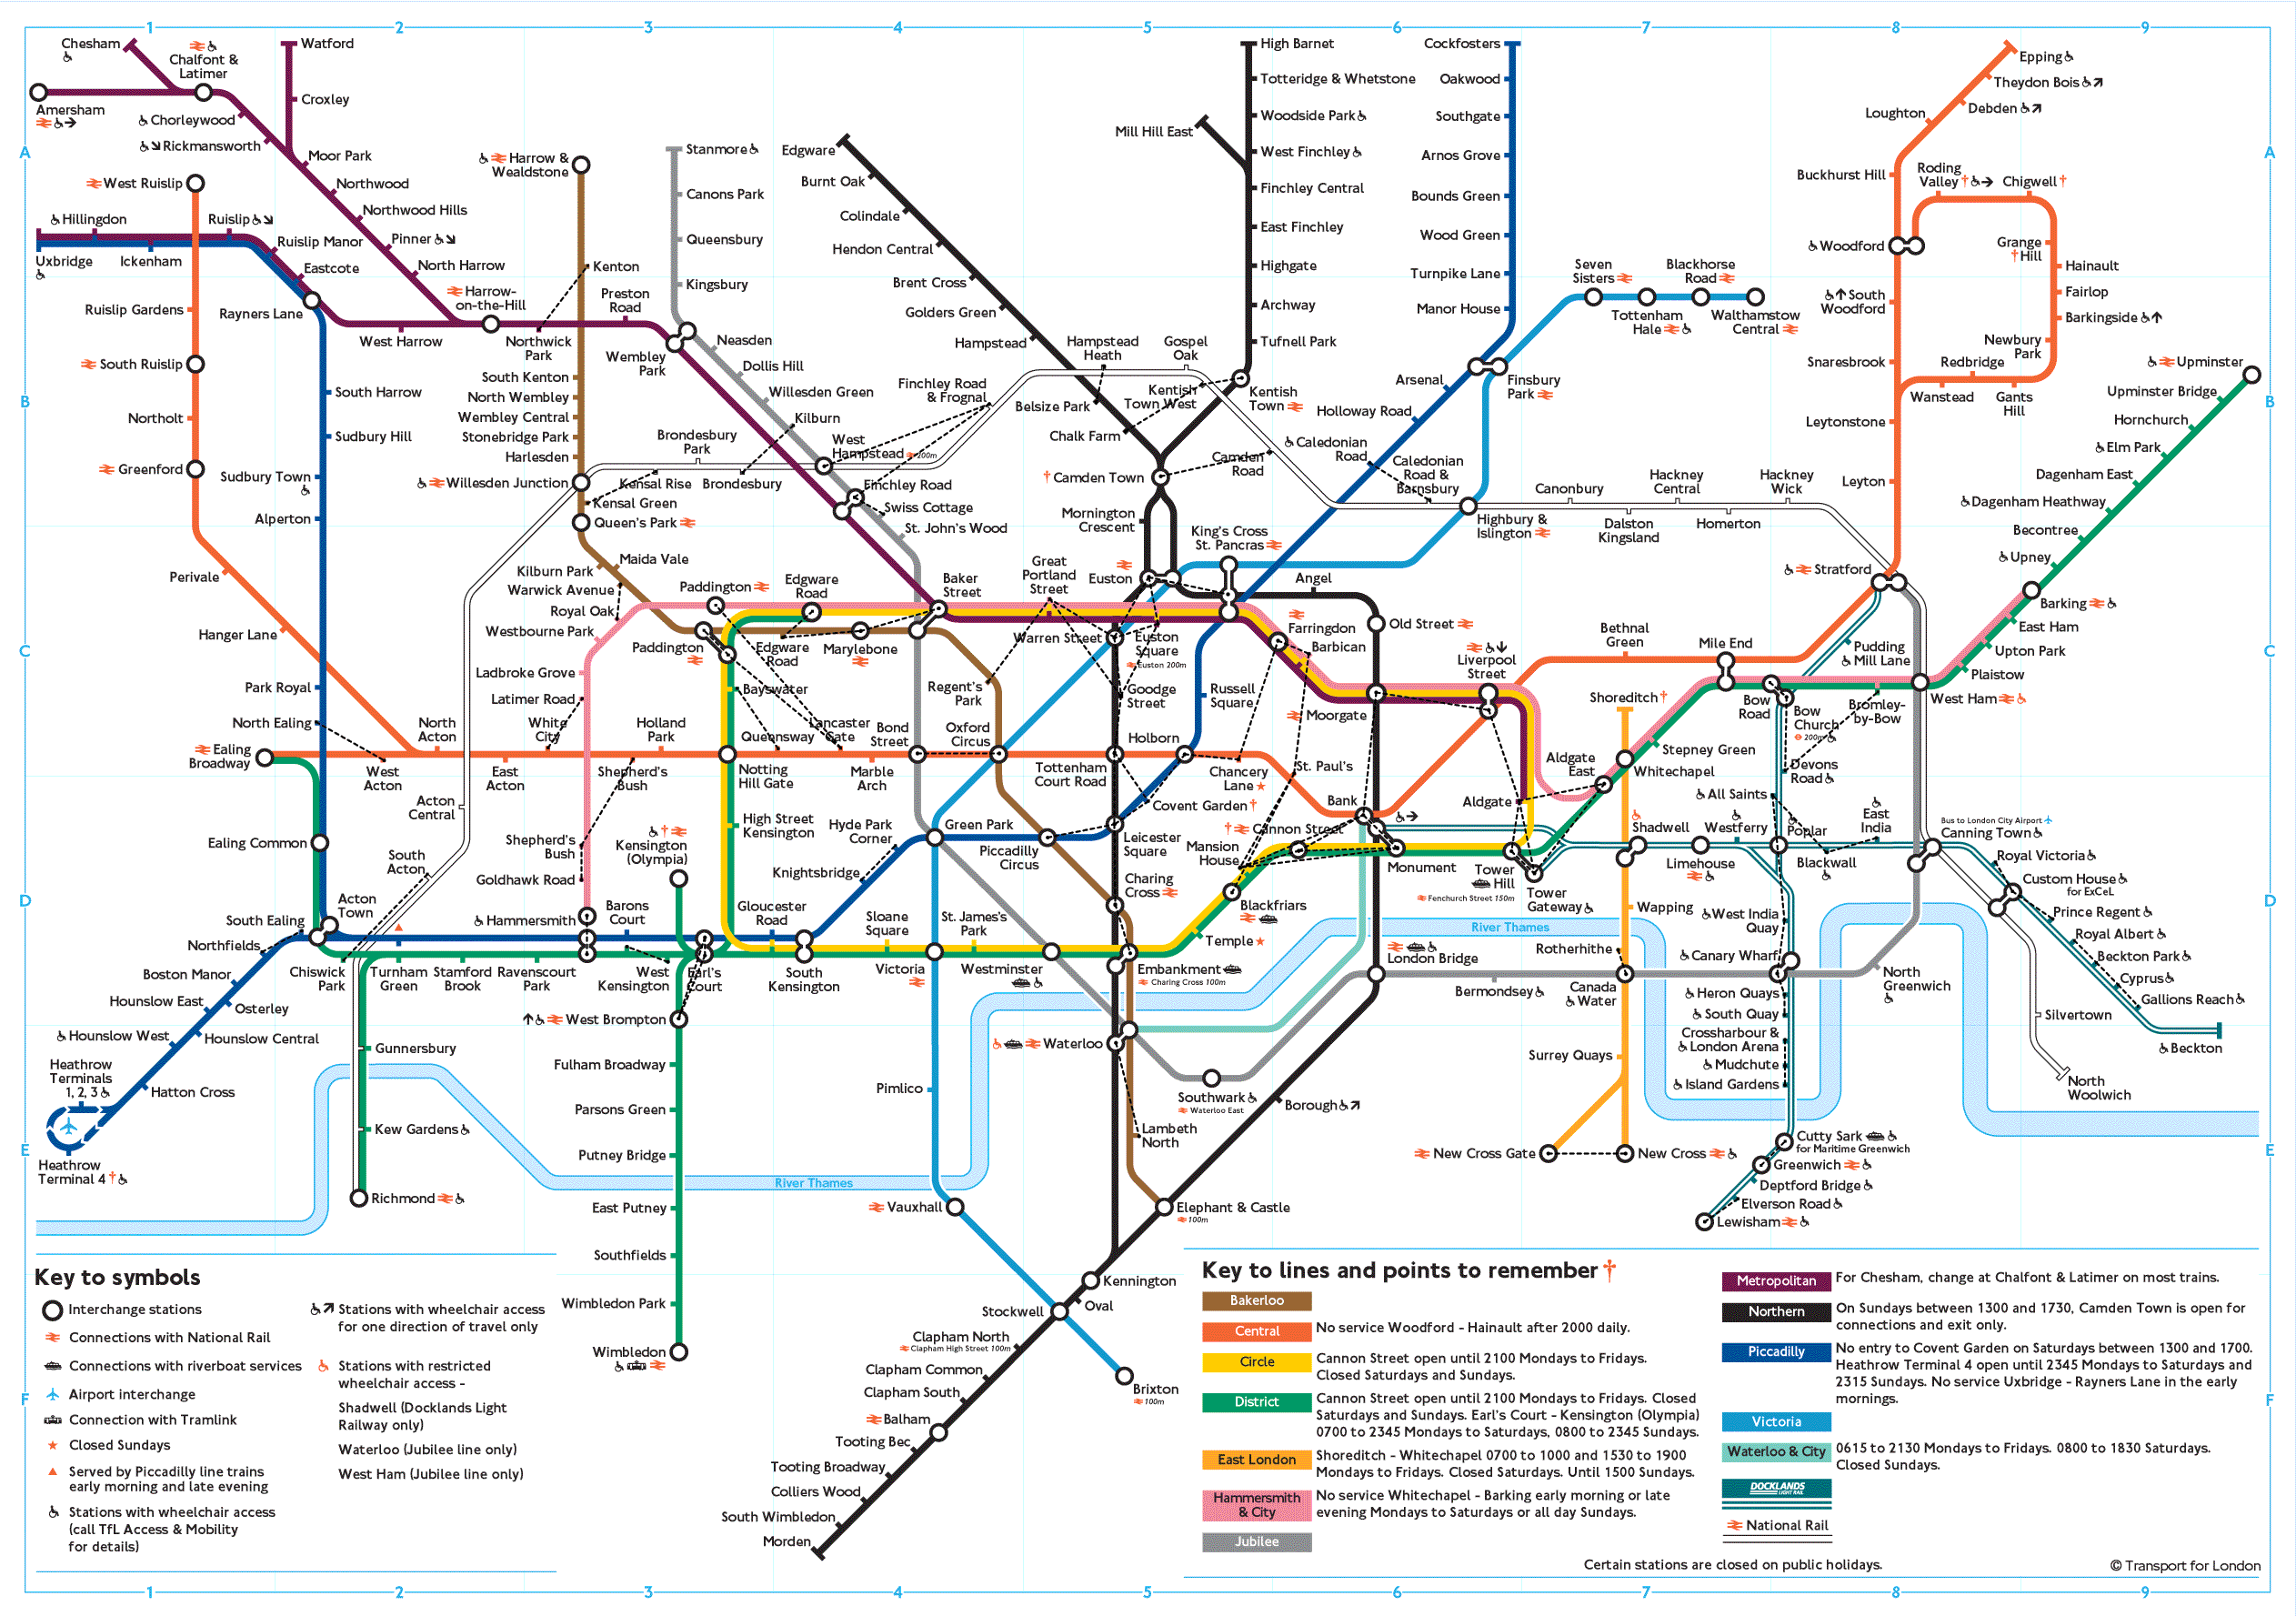 1 2 3 4 5 6 7 8 9
A
B
C
D
E
F
Chesham
Chalfont &
Latimer
Watford
Amersham
Croxley
Chorleywood
Rickmansworth
Moor Park
Northwood
Northwood Hills
Pinner
North Harrow
Harrow-
on-the-Hill
West Ruislip
Hillingdon
Ruislip
Ruislip Manor
Eastcote
Uxbridge
Ickenham
Rayners Lane
West Harrow
Northwick
Park
Preston
Road
Wembley
Park
Ruislip Gardens
South Ruislip
Northolt
Greenford
Perivale
Hanger Lane
South Harrow
Sudbury Hill
Sudbury Town
Alperton
Park Royal
North Ealing
Ealing
Broadway
Ealing Common
West
Acton
North
Acton
East
Acton
White
City
Shepherd's
Bush
Holland
Park
Notting
Hill Gate
Queensway
Lancaster
Gate
Marble
Arch
Bond
Street
Oxford
Circus
Tottenham
Court Road
Holborn
Chancery
Lane
St. Paul's
Bank
Harrow &
Wealdstone
Kenton
South Kenton
North Wembley
Wembley Central
Stonebridge Park
Harlesden
Willesden Junction
Kensal Green
Queen's Park
Kilburn Park
Maida Vale
Warwick Avenue
Royal Oak
Westbourne Park
Ladbroke Grove
Latimer Road
Shepherd's
Bush
Goldhawk Road
Hammersmith
Paddington
Edgware
Road
Paddington
Edgware
Road
Marylebone
Baker
Street
Regent's
Park
Great
Portland
Street
Stanmore
Canons Park
Queensbury
Kingsbury
Neasden
Dollis Hill
Willesden Green
Kilburn
West
Hampstead
200m
Finchley Road
Swiss Cottage
St. John's Wood
Finchley Road
& Frognal
Brondesbury
Park
Kensal Rise
Brondesbury
Acton
Central
South
Acton
Edgware
Burnt Oak
Colindale
Hendon Central
Brent Cross
Golders Green
Hampstead
Belsize Park
Chalk Farm
Camden Town
Mornington
Crescent
Euston
Hampstead
Heath
Gospel
Oak
Kentish
Town West
Camden
Road
Mill Hill East
High Barnet
Totteridge & Whetstone
Woodside Park
West Finchley
Finchley Central
East Finchley
Highgate
Archway
Tufnell Park
Kentish
Town
Cockfosters
Oakwood
Southgate
Arnos Grove
Bounds Green
Wood Green
Turnpike Lane
Manor House
Finsbury
Park
Arsenal
Holloway Road
Caledonian
Road
Caledonian
Road &
Barnsbury
Seven
Sisters
Tottenham
Hale
Blackhorse
Road
Walthamstow
Central
Highbury &
Islington
Canonbury
Dalston
Kingsland
Hackney
Central
Homerton
Hackney
Wick
King's Cross
St. Pancras
Angel
Old Street
Warren Street
Euston
Square
Euston 200m
Goodge
Street
Russell
Square
Farringdon
Barbican
Moorgate
Liverpool
Street
Bethnal
Green
Mile End
Stratford
Epping
Theydon Bois
Debden
Loughton
Buckhurst Hill
Roding
Valley
Chigwell
Woodford
Grange
Hill
Hainault
Fairlop
Barkingside
Newbury
Park
South
Woodford
Snaresbrook
Redbridge
Wanstead
Gants
Hill
Leytonstone
Leyton
Upminster
Upminster Bridge
Hornchurch
Elm Park
Dagenham East
Dagenham Heathway
Becontree
Upney
Barking
East Ham
Upton Park
Plaistow
West Ham
Pudding
Mill Lane
Bow
Road
Bow
Church
200m
Bromley-
by-Bow
Devons
Road
All Saints
Shoreditch
Stepney Green
Whitechapel
Aldgate
East
Aldgate
Bayswater
High Street
Kensington
Kensington
(Olympia)
Hyde Park
Corner
Knightsbridge
Green Park
Piccadilly
Circus
Leicester
Square
Covent Garden
Charing
Cross
Cannon Street
Mansion
House
Monument
Tower
Hill
Fenchurch Street 150m
Tower
Gateway
Shadwell
Limehouse
Westferry
Poplar
Blackwall
East
India
Bus to London City Airport
Canning Town
Royal Victoria
Custom House
for ExCeL
Prince Regent
Royal Albert
Beckton Park
Cyprus
Gallions Reach
Beckton
Silvertown
North
Woolwich
South Ealing
Acton
Town
Northfields
Boston Manor
Hounslow East
Osterley
Hounslow West
Hounslow Central
Heathrow
Terminals
1, 2, 3
Hatton Cross
Heathrow
Terminal 4
Chiswick
Park
Turnham
Green
Stamford
Brook
Ravenscourt
Park
Barons
Court
West
Kensington
Earl's
Court
Gloucester
Road
South
Kensington
Sloane
Square
Victoria
St. James's
Park
Westminster
Embankment
Charing Cross 100m
Temple
Blackfriars
River Thames
Gunnersbury
Kew Gardens
Richmond
West Brompton
Fulham Broadway
Parsons Green
Putney Bridge
East Putney
Southfields
Wimbledon Park
Wimbledon
River Thames
Pimlico
Vauxhall
Stockwell
Brixton
100m
Waterloo
Southwark
Waterloo East
Lambeth
North
Elephant & Castle
100m
Borough
London Bridge
Bermondsey
Canada
Water
Wapping
Rotherhithe
Surrey Quays
New Cross Gate
New Cross
West India
Quay
Canary Wharf
Heron Quays
South Quay
Crossharbour &
London Arena
Mudchute
Island Gardens
North
Greenwich
Cutty Sark
for Maritime Greenwich
Greenwich
Deptford Bridge
Elverson Road
Lewisham
Kennington
Oval
Clapham North
Clapham High Street 100m
Clapham Common
Clapham South
Balham
Tooting Bec
Tooting Broadway
Colliers Wood
South Wimbledon
Morden
Key to symbols
Interchange stations
Connections with National Rail
Connections with riverboat services
Airport interchange
Connection with Tramlink
Closed Sundays
Served by Piccadilly line trains
early morning and late evening
Stations with wheelchair access
(call TfL Access & Mobility
for details)
Stations with wheelchair access
for one direction of travel only
Stations with restricted
wheelchair access -
Shadwell (Docklands Light
Railway only)
Waterloo (Jubilee line only)
West Ham (Jubilee line only)
Key to lines and points to remember †
Bakerloo
Central
No service Woodford - Hainault after 2000 daily.
Circle
Cannon Street open until 2100 Mondays to Fridays.
Closed Saturdays and Sundays.
District
Cannon Street open until 2100 Mondays to Fridays. Closed
Saturdays and Sundays. Earl's Court - Kensington (Olympia)
0700 to 2345 Mondays to Saturdays, 0800 to 2345 Sundays.
East London
Shoreditch - Whitechapel 0700 to 1000 and 1530 to 1900
Mondays to Fridays. Closed Saturdays. Until 1500 Sundays.
Hammersmith
& City
No service Whitechapel - Barking early morning or late
evening Mondays to Saturdays or all day Sundays.
Jubilee
Metropolitan
For Chesham, change at Chalfont & Latimer on most trains.
Northern
On Sundays between 1300 and 1730, Camden Town is open for
connections and exit only.
Piccadilly
No entry to Covent Garden on Saturdays between 1300 and 1700.
Heathrow Terminal 4 open until 2345 Mondays to Saturdays and
2315 Sundays. No service Uxbridge - Rayners Lane in the early
mornings.
Victoria
Waterloo & City
0615 to 2130 Mondays to Fridays. 0800 to 1830 Saturdays.
Closed Sundays.
DOCKLANDS
LIGHT RAIL
National Rail
Certain stations are closed on public holidays.
© Transport for London
1 2 3 4 5 6 7 8 9